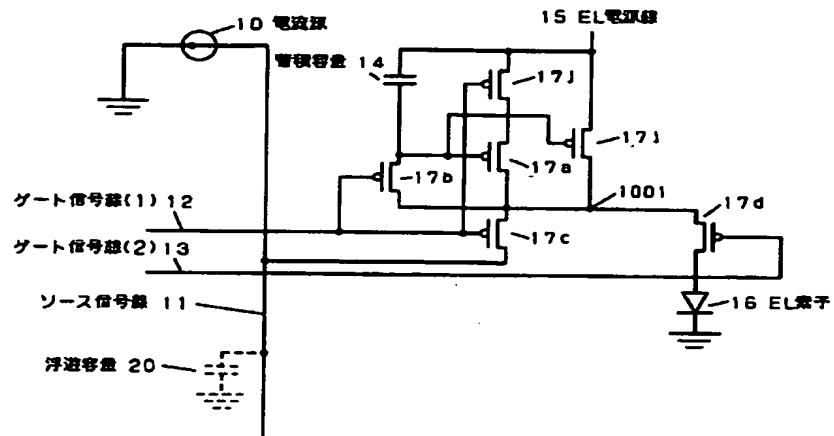 10 電流源
15 EL電源線
蓄積容量 14
17j
17j
17b
17a
1001
17d
ゲート信号線(1) 12
17c
ゲート信号線(2) 13
ソース信号線 11
16 EL素子
浮遊容量 20